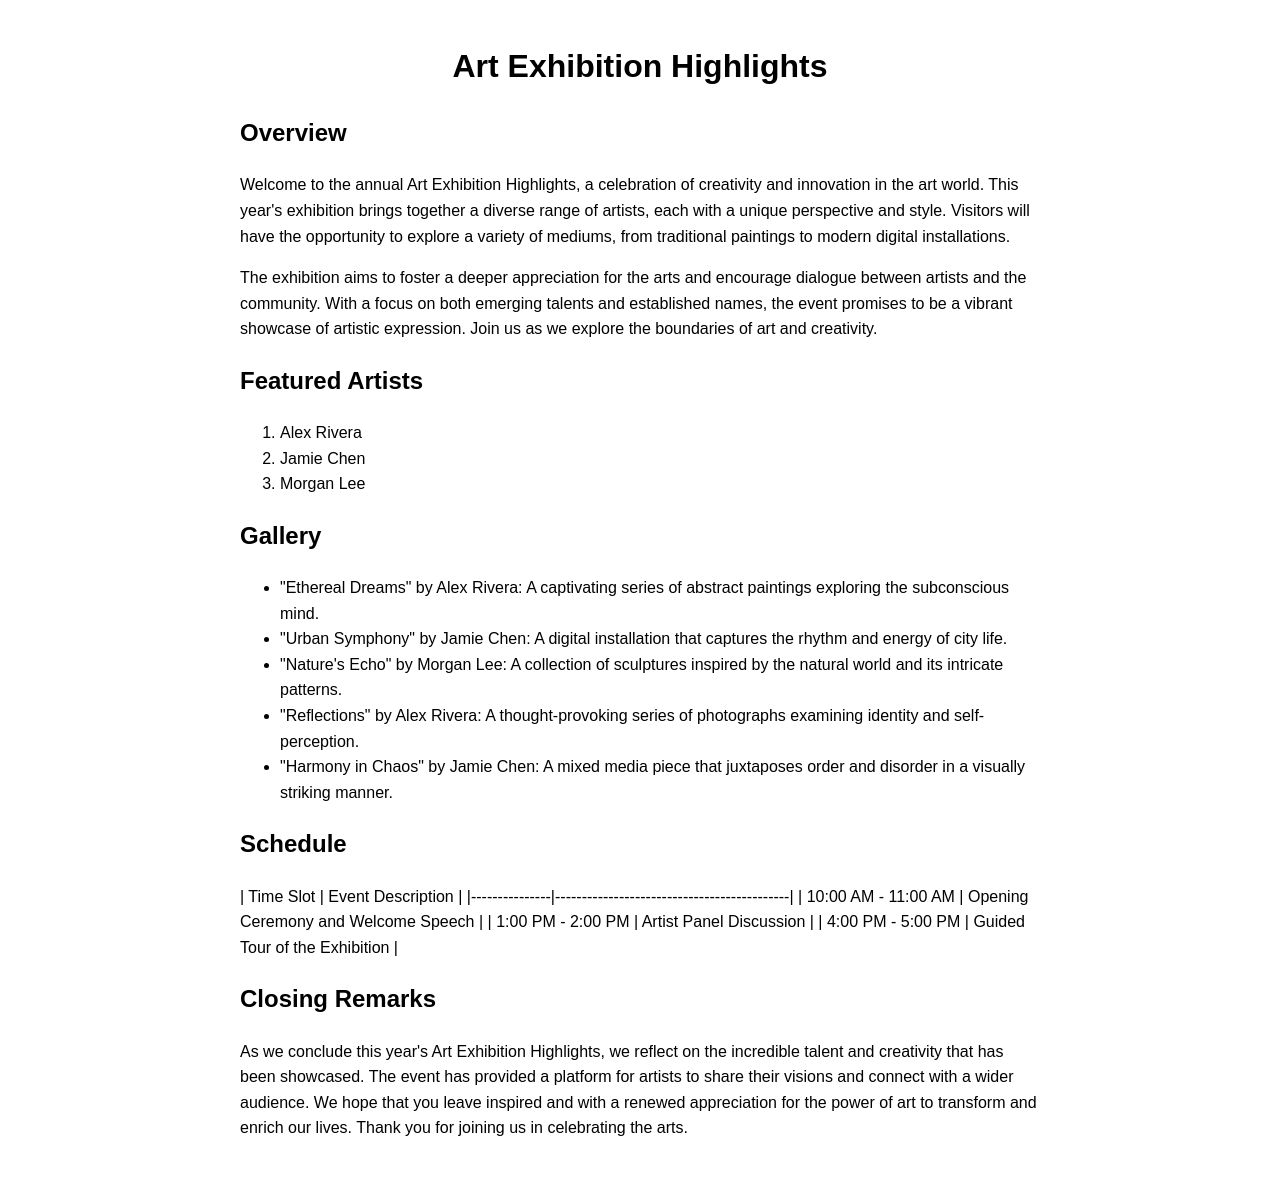 Art Exhibition Highlights
Overview
Welcome to the annual Art Exhibition Highlights, a celebration of creativity and innovation in the art world. This
year's exhibition brings together a diverse range of artists, each with a unique perspective and style. Visitors will
have the opportunity to explore a variety of mediums, from traditional paintings to modern digital installations.
The exhibition aims to foster a deeper appreciation for the arts and encourage dialogue between artists and the
community. With a focus on both emerging talents and established names, the event promises to be a vibrant
showcase of artistic expression. Join us as we explore the boundaries of art and creativity.
Featured Artists
1. Alex Rivera
2. Jamie Chen
3. Morgan Lee
Gallery
• "Ethereal Dreams" by Alex Rivera: A captivating series of abstract paintings exploring the subconscious
mind.
• "Urban Symphony" by Jamie Chen: A digital installation that captures the rhythm and energy of city life.
• "Nature's Echo" by Morgan Lee: A collection of sculptures inspired by the natural world and its intricate
patterns.
• "Reflections" by Alex Rivera: A thought-provoking series of photographs examining identity and self-
perception.
• "Harmony in Chaos" by Jamie Chen: A mixed media piece that juxtaposes order and disorder in a visually
striking manner.
Schedule
| Time Slot | Event Description | |---------------|--------------------------------------------| | 10:00 AM - 11:00 AM | Opening
Ceremony and Welcome Speech | | 1:00 PM - 2:00 PM | Artist Panel Discussion | | 4:00 PM - 5:00 PM | Guided
Tour of the Exhibition |
Closing Remarks
As we conclude this year's Art Exhibition Highlights, we reflect on the incredible talent and creativity that has
been showcased. The event has provided a platform for artists to share their visions and connect with a wider
audience. We hope that you leave inspired and with a renewed appreciation for the power of art to transform and
enrich our lives. Thank you for joining us in celebrating the arts.